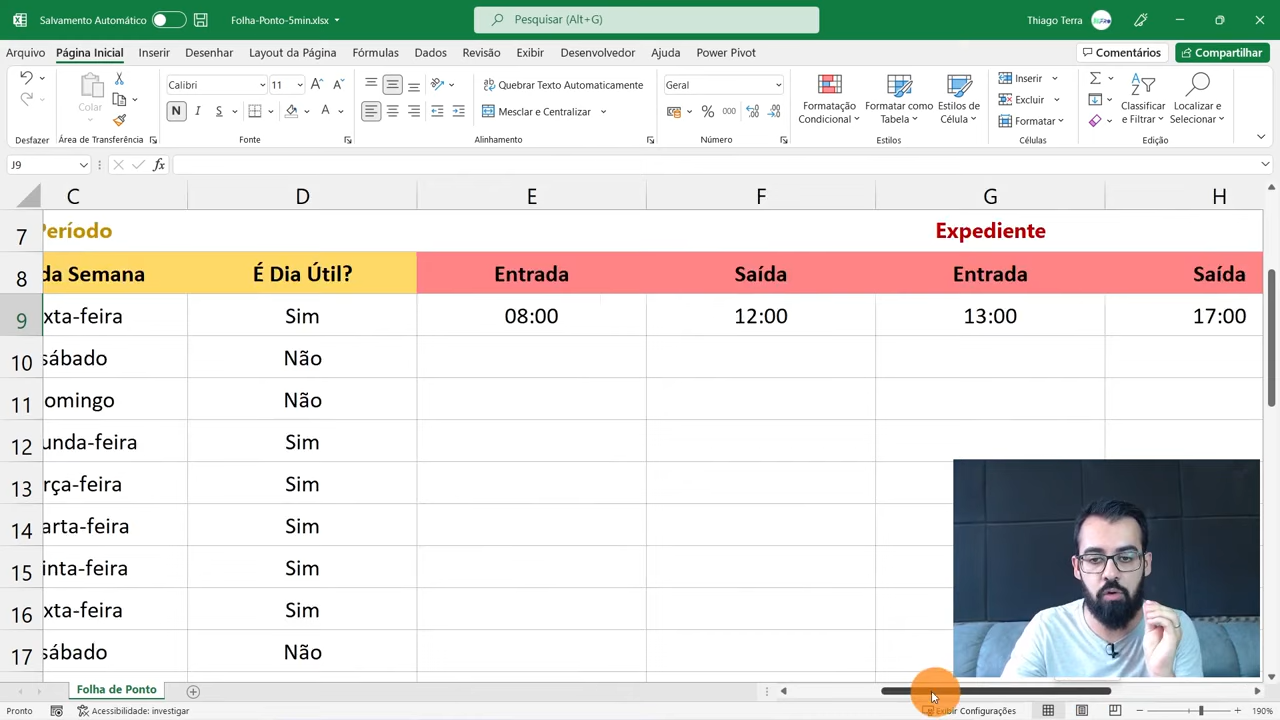 Salvamento Automático
Folha-Ponto-5min.xlsx
Pesquisar (Alt+G)
Thiago Terra
Arquivo Página Inicial Inserir Desenhar Layout da Página Fórmulas Dados Revisão Exibir Desenvolvedor Ajuda Power Pivot
Comentários
Compartilhar
Colar
Calibri 11
N I S
Quebrar Texto Automaticamente
Mesclar e Centralizar
Geral
% 000
Formatação Condicional
Formatar como Tabela
Estilos de Célula
Inserir
Excluir
Formatar
Classificar e Filtrar
Localizar e Selecionar
Desfazer Área de Transferência Fonte Alinhamento Número Estilos Células Edição
J9 fx
C D E F G H
7 Período Expediente
8 da Semana É Dia Útil? Entrada Saída Entrada Saída
9 xta-feira Sim 08:00 12:00 13:00 17:00
10 sábado Não
11 omingo Não
12 unda-feira Sim
13 rça-feira Sim
14 arta-feira Sim
15 inta-feira Sim
16 xta-feira Sim
17 sábado Não
Folha de Ponto
Pronto Acessibilidade: investigar Exibir Configurações 190%